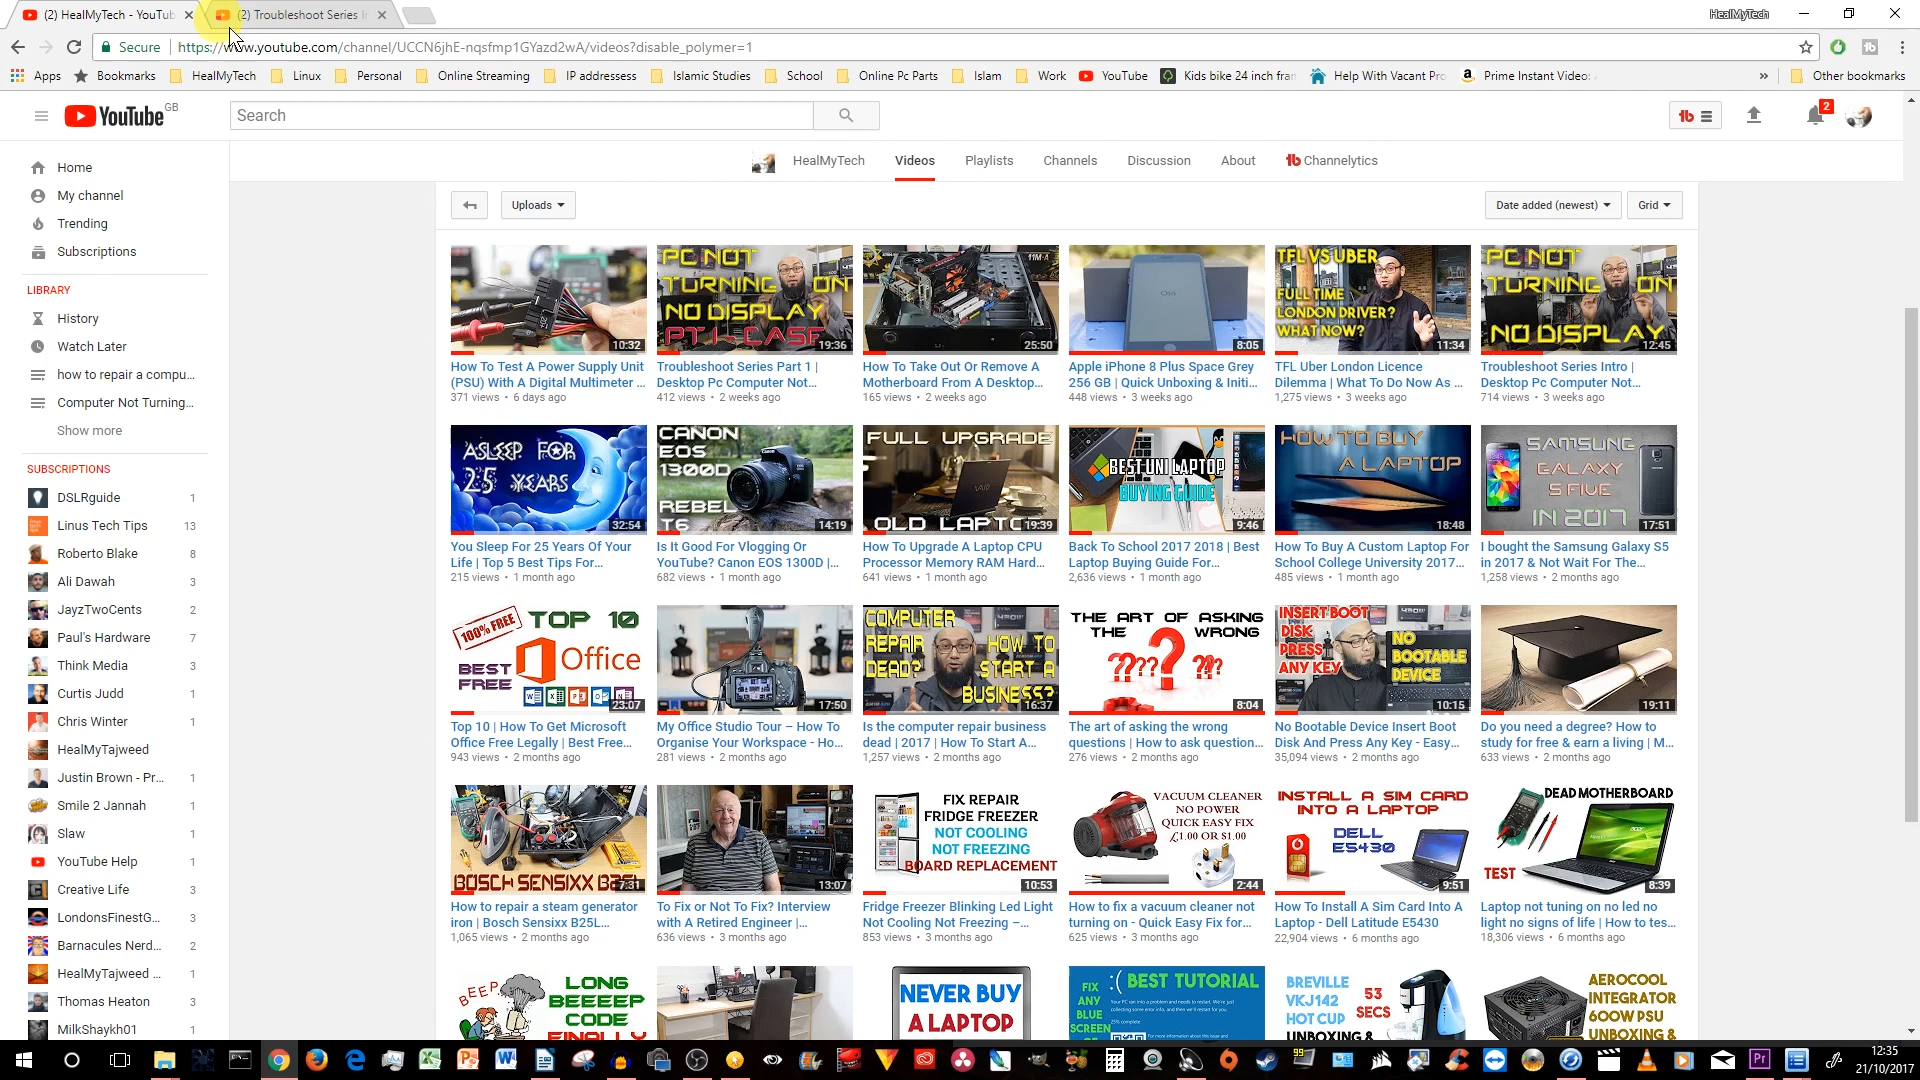 (2) HealMyTech - YouTub
(2) Troubleshoot Series I
HealMyTech
Secure
https://www.youtube.com/channel/UCCN6jhE-nqsfmp1GYazd2wA/videos?disable_polymer=1
Apps Bookmarks HealMyTech Linux Personal Online Streaming IP addressess Islamic Studies School Online Pc Parts Islam Work YouTube Kids bike 24 inch fran Help With Vacant Pro Prime Instant Video: » Other bookmarks
YouTube GB
Search
2
HealMyTech Videos Playlists Channels Discussion About Channelytics
Uploads
Date added (newest) Grid
Home
My channel
Trending
Subscriptions
LIBRARY
History
Watch Later
how to repair a compu...
Computer Not Turning...
Show more
SUBSCRIPTIONS
DSLRguide 1
Linus Tech Tips 13
Roberto Blake 8
Ali Dawah 3
JayzTwoCents 2
Paul's Hardware 7
Think Media 3
Curtis Judd 1
Chris Winter 1
HealMyTajweed
Justin Brown - Pr... 1
Smile 2 Jannah 1
Slaw 1
YouTube Help 1
Creative Life 3
LondonsFinestG... 3
Barnacules Nerd... 2
HealMyTajweed ... 1
Thomas Heaton 3
MilkShaykh01 1
10:32
How To Test A Power Supply Unit
(PSU) With A Digital Multimeter ...
371 views • 6 days ago
PC NOT
TURNING ON
NO DISPLAY
PT 1 - CASE
19:36
Troubleshoot Series Part 1 |
Desktop Pc Computer Not...
412 views • 2 weeks ago
25:50
How To Take Out Or Remove A
Motherboard From A Desktop...
165 views • 2 weeks ago
8:05
Apple iPhone 8 Plus Space Grey
256 GB | Quick Unboxing & Initi...
448 views • 3 weeks ago
TFL VS UBER
FULL TIME
LONDON DRIVER?
WHAT NOW?
11:34
TFL Uber London Licence
Dilemma | What To Do Now As ...
1,275 views • 3 weeks ago
PC NOT
TURNING ON
NO DISPLAY
12:45
Troubleshoot Series Intro |
Desktop Pc Computer Not...
714 views • 3 weeks ago
ASLEEP FOR
25 YEARS
32:54
You Sleep For 25 Years Of Your
Life | Top 5 Best Tips For...
215 views • 1 month ago
CANON
EOS
1300D
REBEL
T6
14:19
Is It Good For Vlogging Or
YouTube? Canon EOS 1300D |...
682 views • 1 month ago
FULL UPGRADE
OLD LAPTOP
19:39
How To Upgrade A Laptop CPU
Processor Memory RAM Hard...
641 views • 1 month ago
BEST UNI LAPTOP
BUYING GUIDE
9:46
Back To School 2017 2018 | Best
Laptop Buying Guide For...
2,636 views • 1 month ago
HOW TO BUY
A LAPTOP
18:48
How To Buy A Custom Laptop For
School College University 2017...
485 views • 1 month ago
SAMSUNG
GALAXY
S FIVE
IN 2017
17:51
I bought the Samsung Galaxy S5
in 2017 & Not Wait For The...
1,258 views • 2 months ago
100% FREE
TOP 10
BEST
FREE
Office
23:07
Top 10 | How To Get Microsoft
Office Free Legally | Best Free...
943 views • 2 months ago
17:50
My Office Studio Tour – How To
Organise Your Workspace - Ho...
281 views • 2 months ago
COMPUTER
REPAIR
DEAD?
HOW TO
START A
BUSINESS?
16:37
Is the computer repair business
dead | 2017 | How To Start A...
1,257 views • 2 months ago
THE ART OF ASKING
THE WRONG
???? ? ???
8:04
The art of asking the wrong
questions | How to ask question...
276 views • 2 months ago
INSERT BOOT
DISK
PRESS
ANY KEY
NO
BOOTABLE
DEVICE
10:15
No Bootable Device Insert Boot
Disk And Press Any Key - Easy...
35,094 views • 2 months ago
19:11
Do you need a degree? How to
study for free & earn a living | M...
633 views • 2 months ago
BOSCH SENSIXX B25L
7:31
How to repair a steam generator
iron | Bosch Sensixx B25L...
1,065 views • 2 months ago
13:07
To Fix or Not To Fix? Interview
with A Retired Engineer |...
636 views • 3 months ago
FIX REPAIR
FRIDGE FREEZER
NOT COOLING
NOT FREEZING
BOARD REPLACEMENT
10:53
Fridge Freezer Blinking Led Light
Not Cooling Not Freezing –...
853 views • 3 months ago
VACUUM CLEANER
NO POWER
QUICK EASY FIX
£1.00 OR $1.00
2:44
How to fix a vacuum cleaner not
turning on - Quick Easy Fix for...
625 views • 3 months ago
INSTALL A SIM CARD
INTO A LAPTOP
DELL
E5430
9:51
How To Install A Sim Card Into A
Laptop - Dell Latitude E5430
22,904 views • 6 months ago
DEAD MOTHERBOARD
TEST
8:39
Laptop not tuning on no led no
light no signs of life | How to tes...
18,306 views • 6 months ago
BEEP
LONG
BEEEEP
CODE
FINALLY
NEVER BUY
A LAPTOP
:( BEST TUTORIAL
FIX
ANY
BLUE
SCREEN
BREVILLE
VKJ142
HOT CUP
53
SECS
UNBOXING &
AEROCOOL
INTEGRATOR
600W PSU
UNBOXING &
12:35
21/10/2017